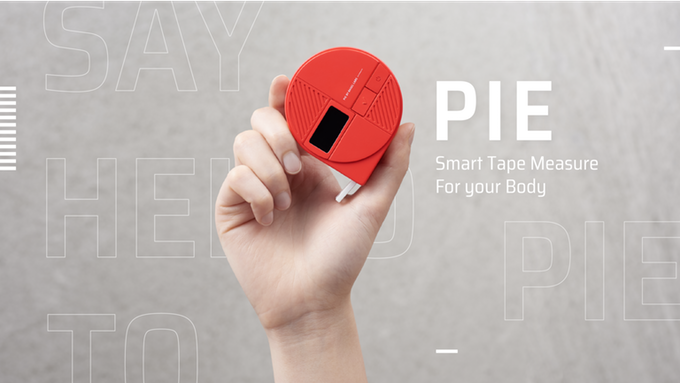 SAY
HELLO
TO
PIE
PIE
Smart Tape Measure
For your Body